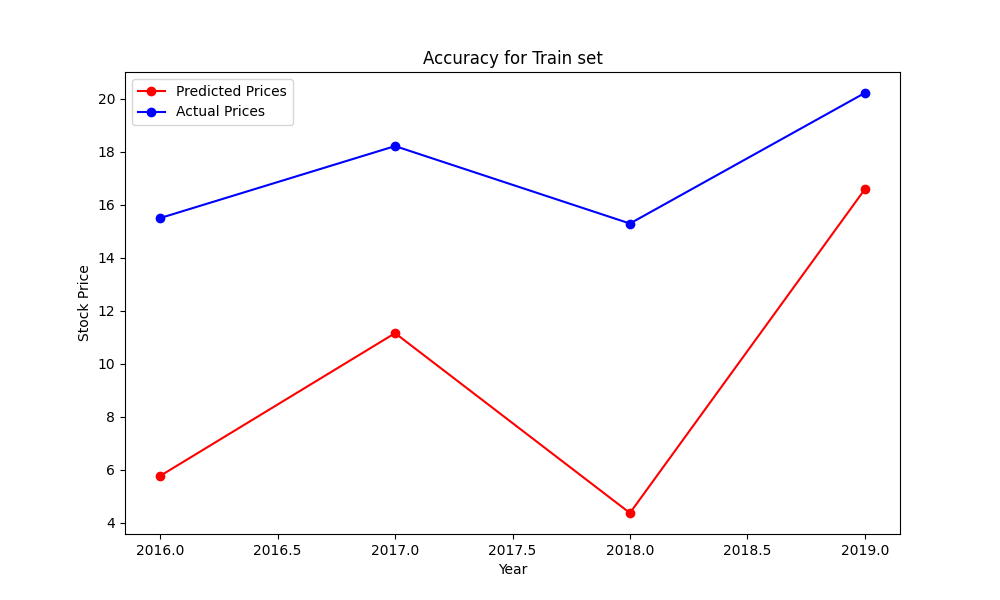 Accuracy for Train set
Predicted Prices
Actual Prices
20
18
16
14
12
10
8
6
4
Stock Price
2016.0 2016.5 2017.0 2017.5 2018.0 2018.5 2019.0
Year